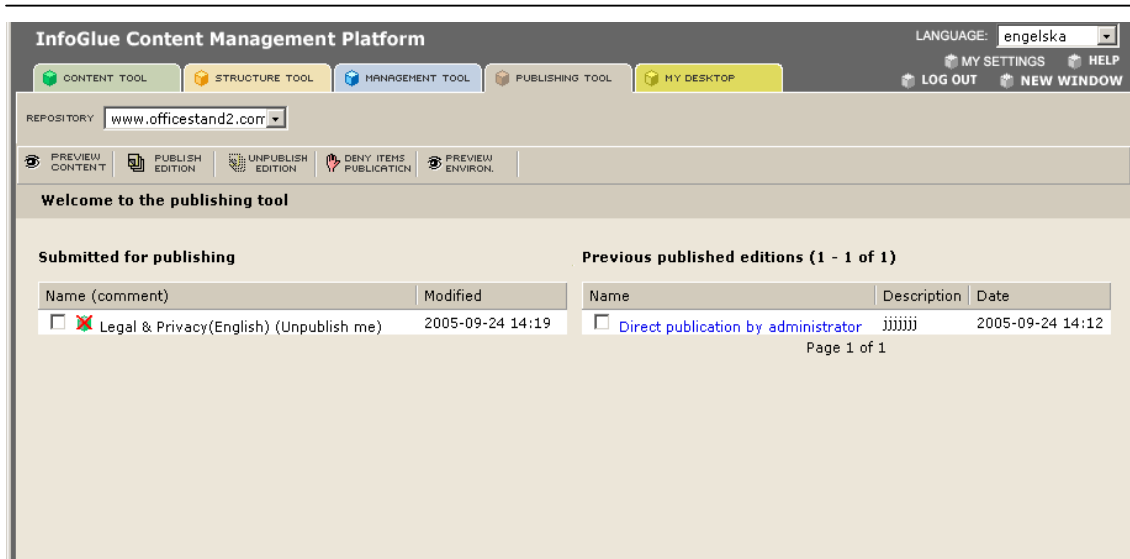 InfoGlue Content Management Platform
LANGUAGE: engelska
MY SETTINGS HELP
LOG OUT NEW WINDOW
CONTENT TOOL STRUCTURE TOOL MANAGEMENT TOOL PUBLISHING TOOL MY DESKTOP
REPOSITORY www.officestand2.com
PREVIEW CONTENT PUBLISH EDITION UNPUBLISH EDITION DENY ITEMS PUBLICATION PREVIEW ENVIRON.
Welcome to the publishing tool
Submitted for publishing
Name (comment) Modified
Legal & Privacy(English) (Unpublish me) 2005-09-24 14:19
Previous published editions (1 - 1 of 1)
Name Description Date
Direct publication by administrator jjjjjjj 2005-09-24 14:12
Page 1 of 1